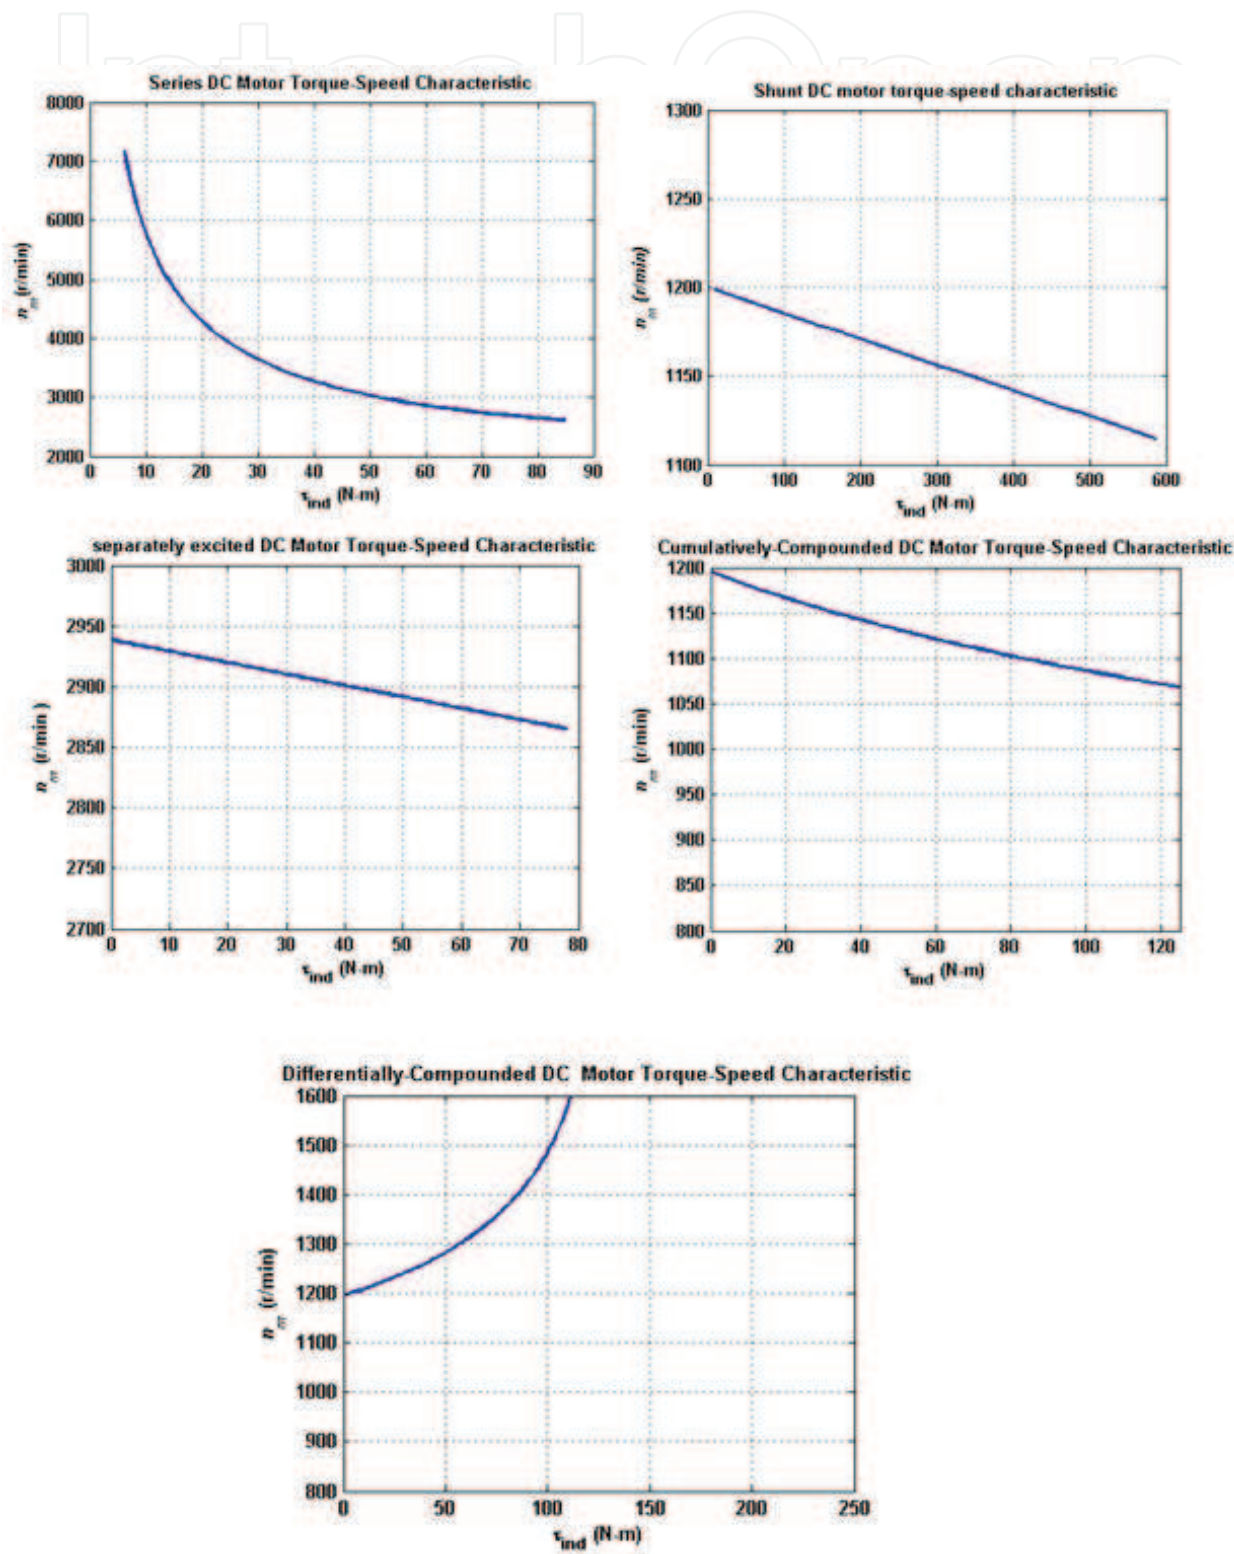 IntechOpen
Series DC Motor Torque-Speed Characteristic
8000
7000
6000
5000
4000
3000
2000
n_m (r/min)
0 10 20 30 40 50 60 70 80 90
τind (N-m)
Shunt DC motor torque-speed characteristic
1300
1250
1200
1150
1100
n_m (r/min)
0 100 200 300 400 500 600
τind (N-m)
separately excited DC Motor Torque-Speed Characteristic
3000
2950
2900
2850
2800
2750
2700
n_m (r/min )
0 10 20 30 40 50 60 70 80
τind (N-m)
Cumulatively-Compounded DC Motor Torque-Speed Characteristic
1200
1150
1100
1050
1000
950
900
850
800
n_m (r/min)
0 20 40 60 80 100 120
τind (N-m)
Differentially-Compounded DC Motor Torque-Speed Characteristic
1600
1500
1400
1300
1200
1100
1000
900
800
n_m (r/min)
0 50 100 150 200 250
τind (N-m)